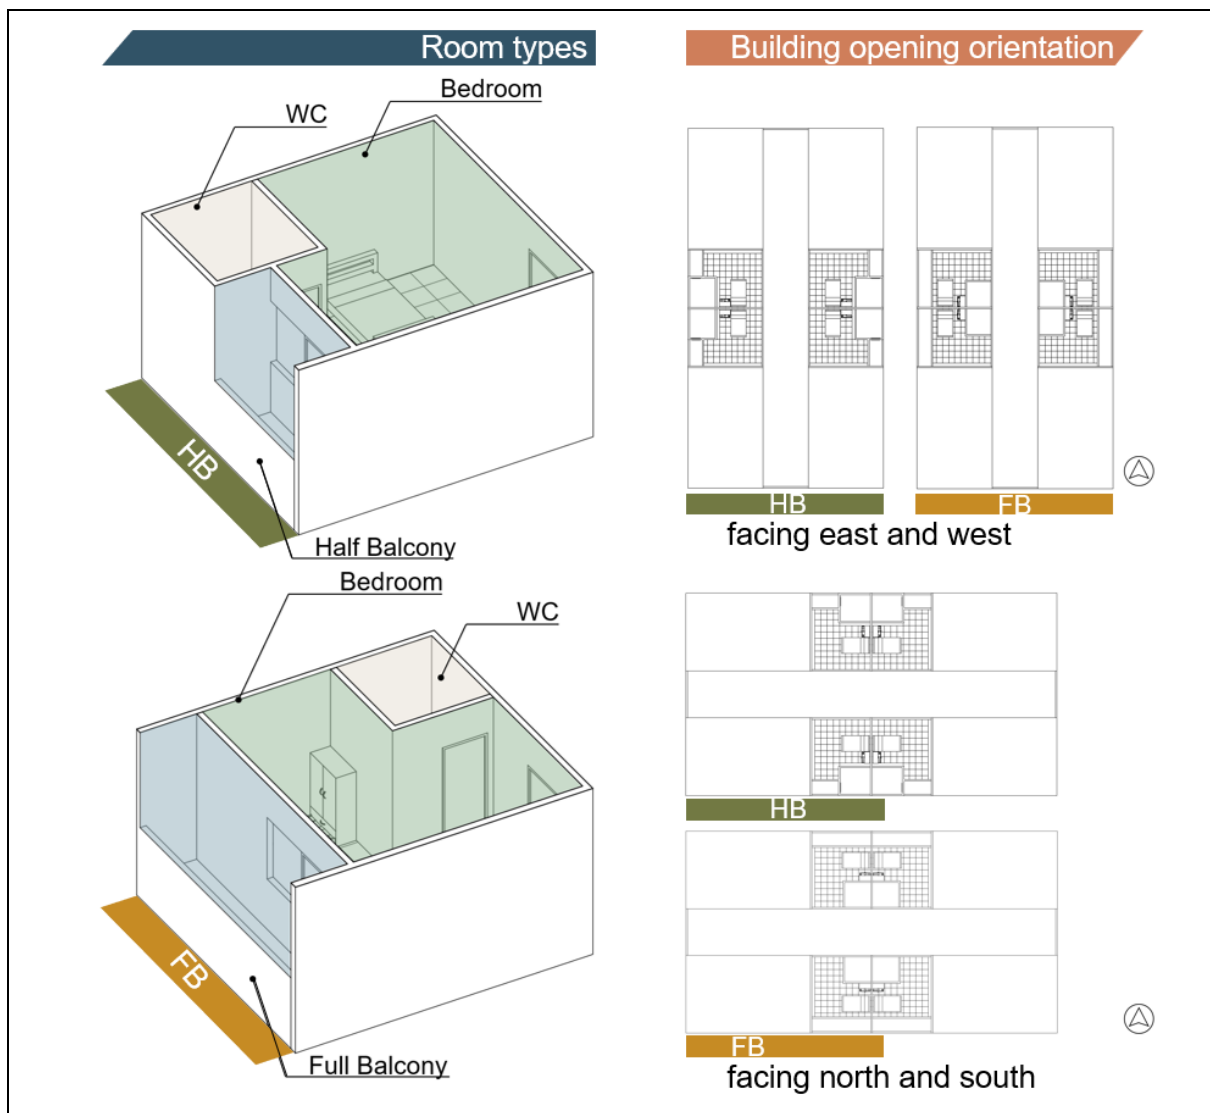 Room types
Building opening orientation
Bedroom
WC
HB
Half Balcony
HB
FB
facing east and west
Bedroom
WC
FB
Full Balcony
HB
FB
facing north and south